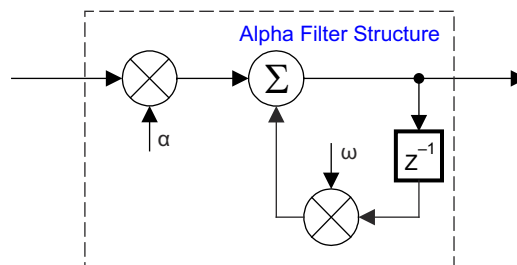 Alpha Filter Structure
Σ
α
ω
Z⁻¹